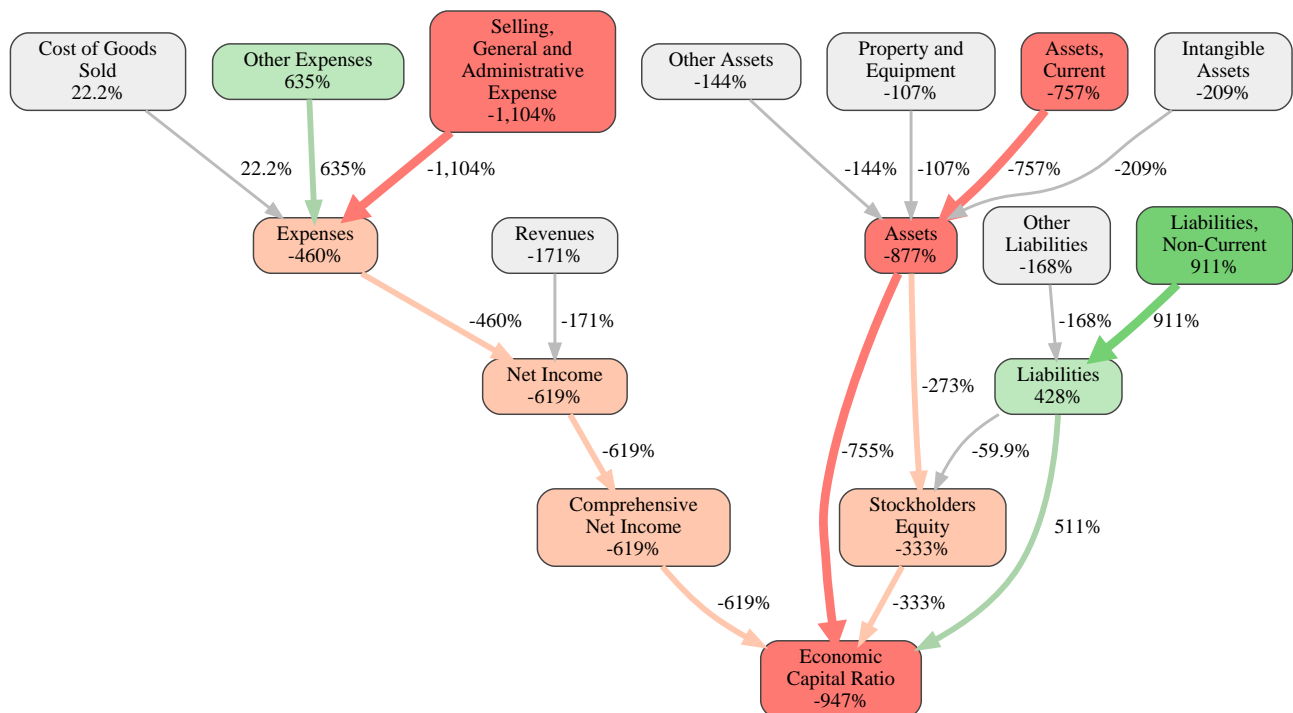 Cost of Goods
Sold
22.2%
Other Expenses
635%
Selling,
General and
Administrative
Expense
-1,104%
Other Assets
-144%
Property and
Equipment
-107%
Assets,
Current
-757%
Intangible
Assets
-209%
22.2%
635%
-1,104%
-144%
-107%
-757%
-209%
Expenses
-460%
Revenues
-171%
Assets
-877%
Other
Liabilities
-168%
Liabilities,
Non-Current
911%
-460%
-171%
-168%
911%
Net Income
-619%
-273%
Liabilities
428%
-619%
-755%
-59.9%
Comprehensive
Net Income
-619%
Stockholders
Equity
-333%
511%
-619%
-333%
Economic
Capital Ratio
-947%